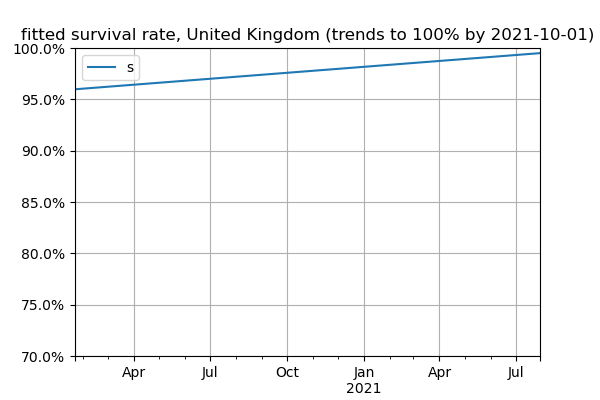 fitted survival rate, United Kingdom (trends to 100% by 2021-10-01)
100.0%
s
95.0%
90.0%
85.0%
80.0%
75.0%
70.0%
Apr Jul Oct Jan Apr Jul
2021